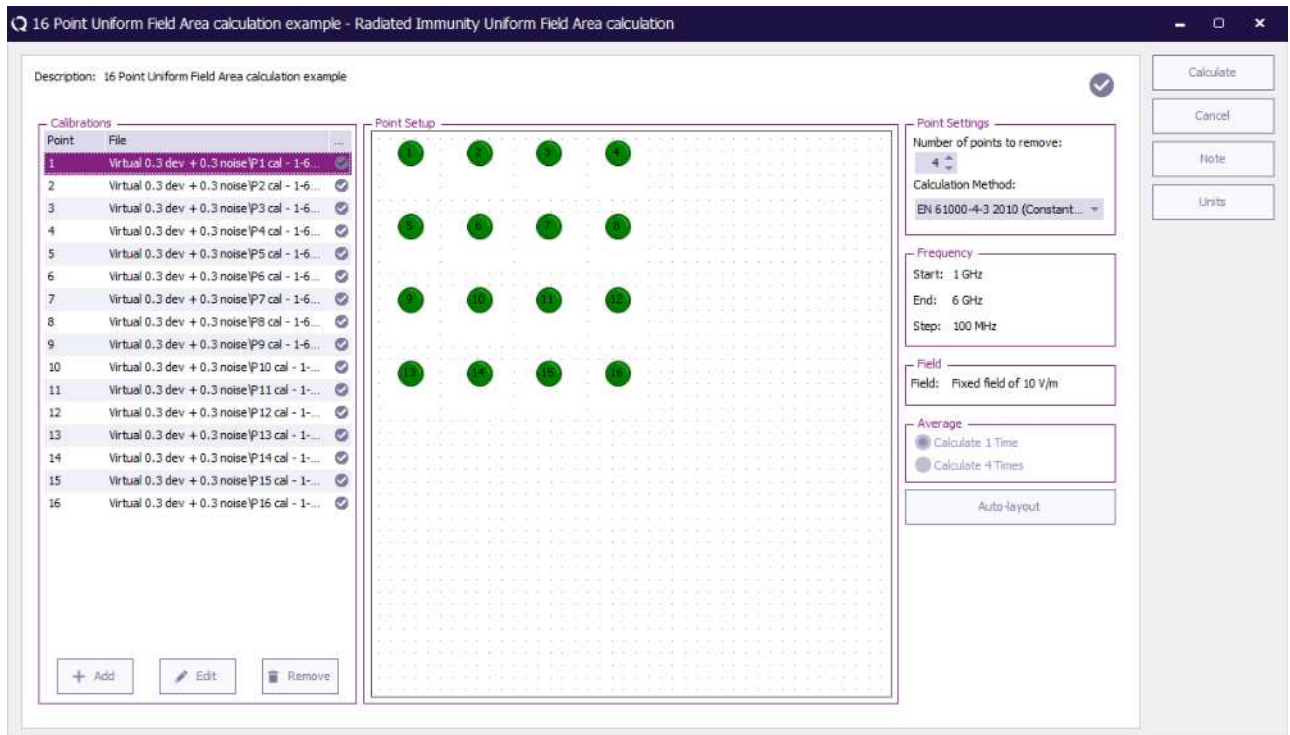 16 Point Uniform Field Area calculation example - Radiated Immunity Uniform Field Area calculation
Description: 16 Point Uniform Field Area calculation example
Calculate
Cancel
Note
Units
Calibrations
Point File ...
1 Virtual 0.3 dev + 0.3 noise\P1 cal - 1-6...
2 Virtual 0.3 dev + 0.3 noise\P2 cal - 1-6...
3 Virtual 0.3 dev + 0.3 noise\P3 cal - 1-6...
4 Virtual 0.3 dev + 0.3 noise\P4 cal - 1-6...
5 Virtual 0.3 dev + 0.3 noise\P5 cal - 1-6...
6 Virtual 0.3 dev + 0.3 noise\P6 cal - 1-6...
7 Virtual 0.3 dev + 0.3 noise\P7 cal - 1-6...
8 Virtual 0.3 dev + 0.3 noise\P8 cal - 1-6...
9 Virtual 0.3 dev + 0.3 noise\P9 cal - 1-6...
10 Virtual 0.3 dev + 0.3 noise\P10 cal - 1-...
11 Virtual 0.3 dev + 0.3 noise\P11 cal - 1-...
12 Virtual 0.3 dev + 0.3 noise\P12 cal - 1-...
13 Virtual 0.3 dev + 0.3 noise\P13 cal - 1-...
14 Virtual 0.3 dev + 0.3 noise\P14 cal - 1-...
15 Virtual 0.3 dev + 0.3 noise\P15 cal - 1-...
16 Virtual 0.3 dev + 0.3 noise\P16 cal - 1-...
Add Edit Remove
Point Setup
1 2 3 4
5 6 7 8
9 10 11 12
13 14 15 16
Point Settings
Number of points to remove:
4
Calculation Method:
EN 61000-4-3 2010 (Constant...
Frequency
Start: 1 GHz
End: 6 GHz
Step: 100 MHz
Field
Field: Fixed field of 10 V/m
Average
Calculate 1 Time
Calculate 4 Times
Auto-layout